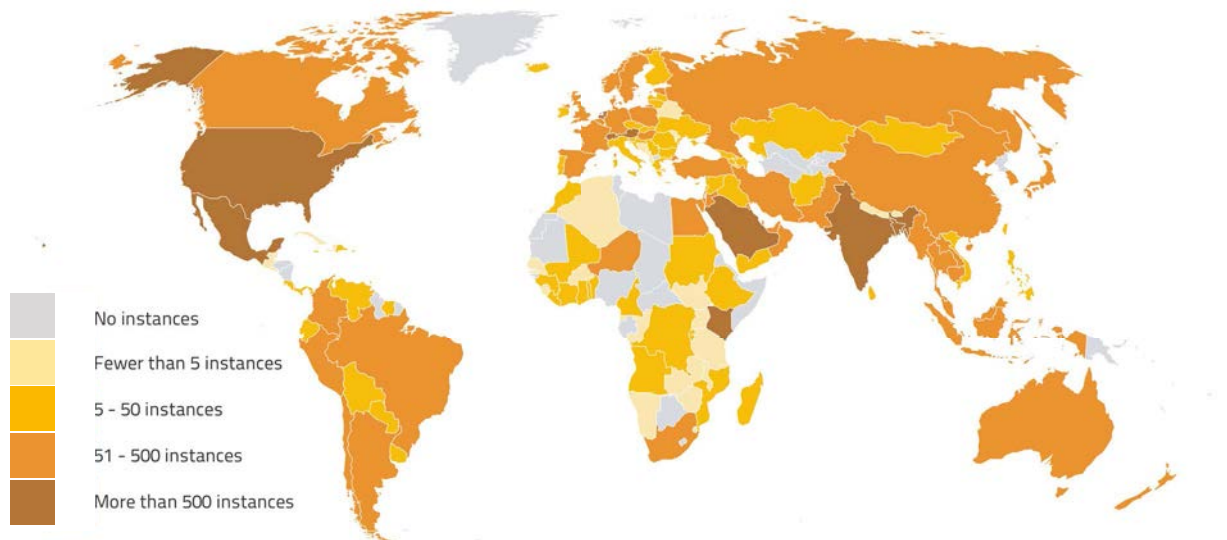 No instances
Fewer than 5 instances
5 - 50 instances
51 - 500 instances
More than 500 instances